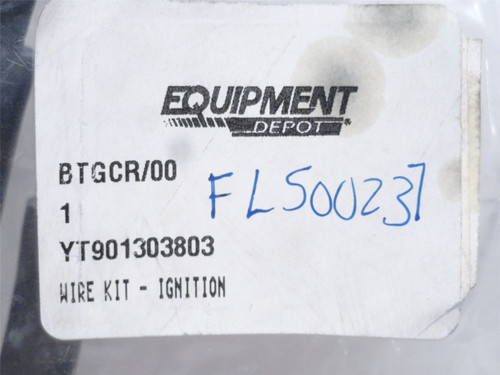 EQUIPMENT
DEPOT®
BTGCR/00
FL500237
1
YT901303803
WIRE KIT - IGNITION